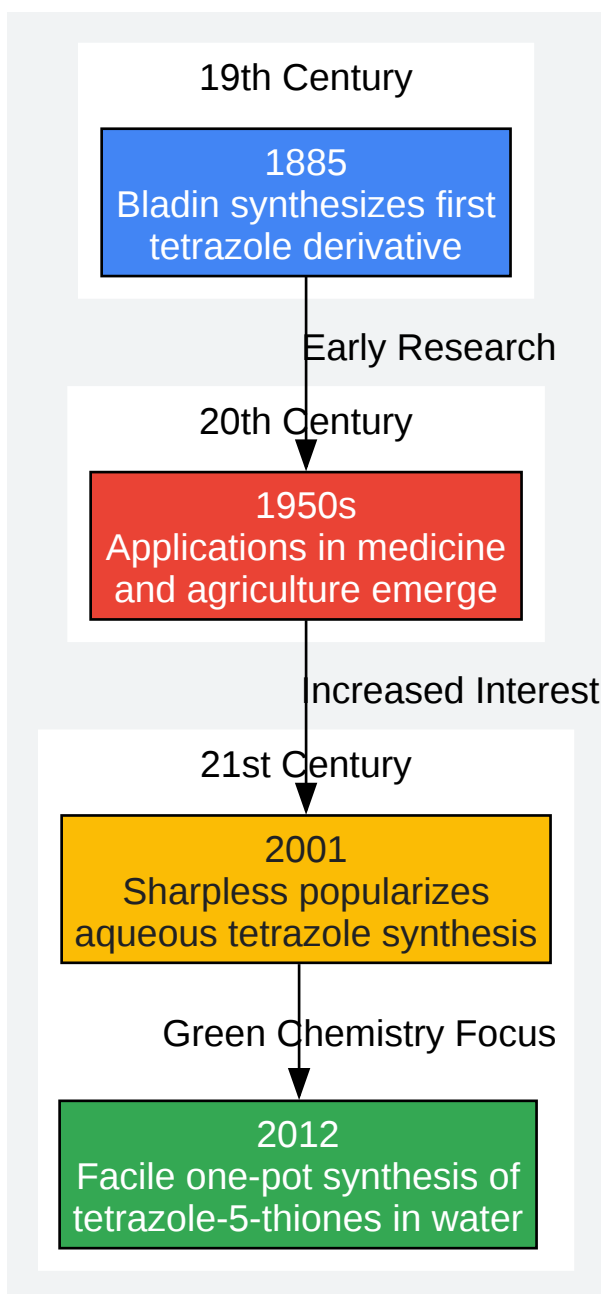 19th Century
1885
Bladin synthesizes first
tetrazole derivative
Early Research
20th Century
1950s
Applications in medicine
and agriculture emerge
Increased Interest
21st Century
2001
Sharpless popularizes
aqueous tetrazole synthesis
Green Chemistry Focus
2012
Facile one-pot synthesis of
tetrazole-5-thiones in water